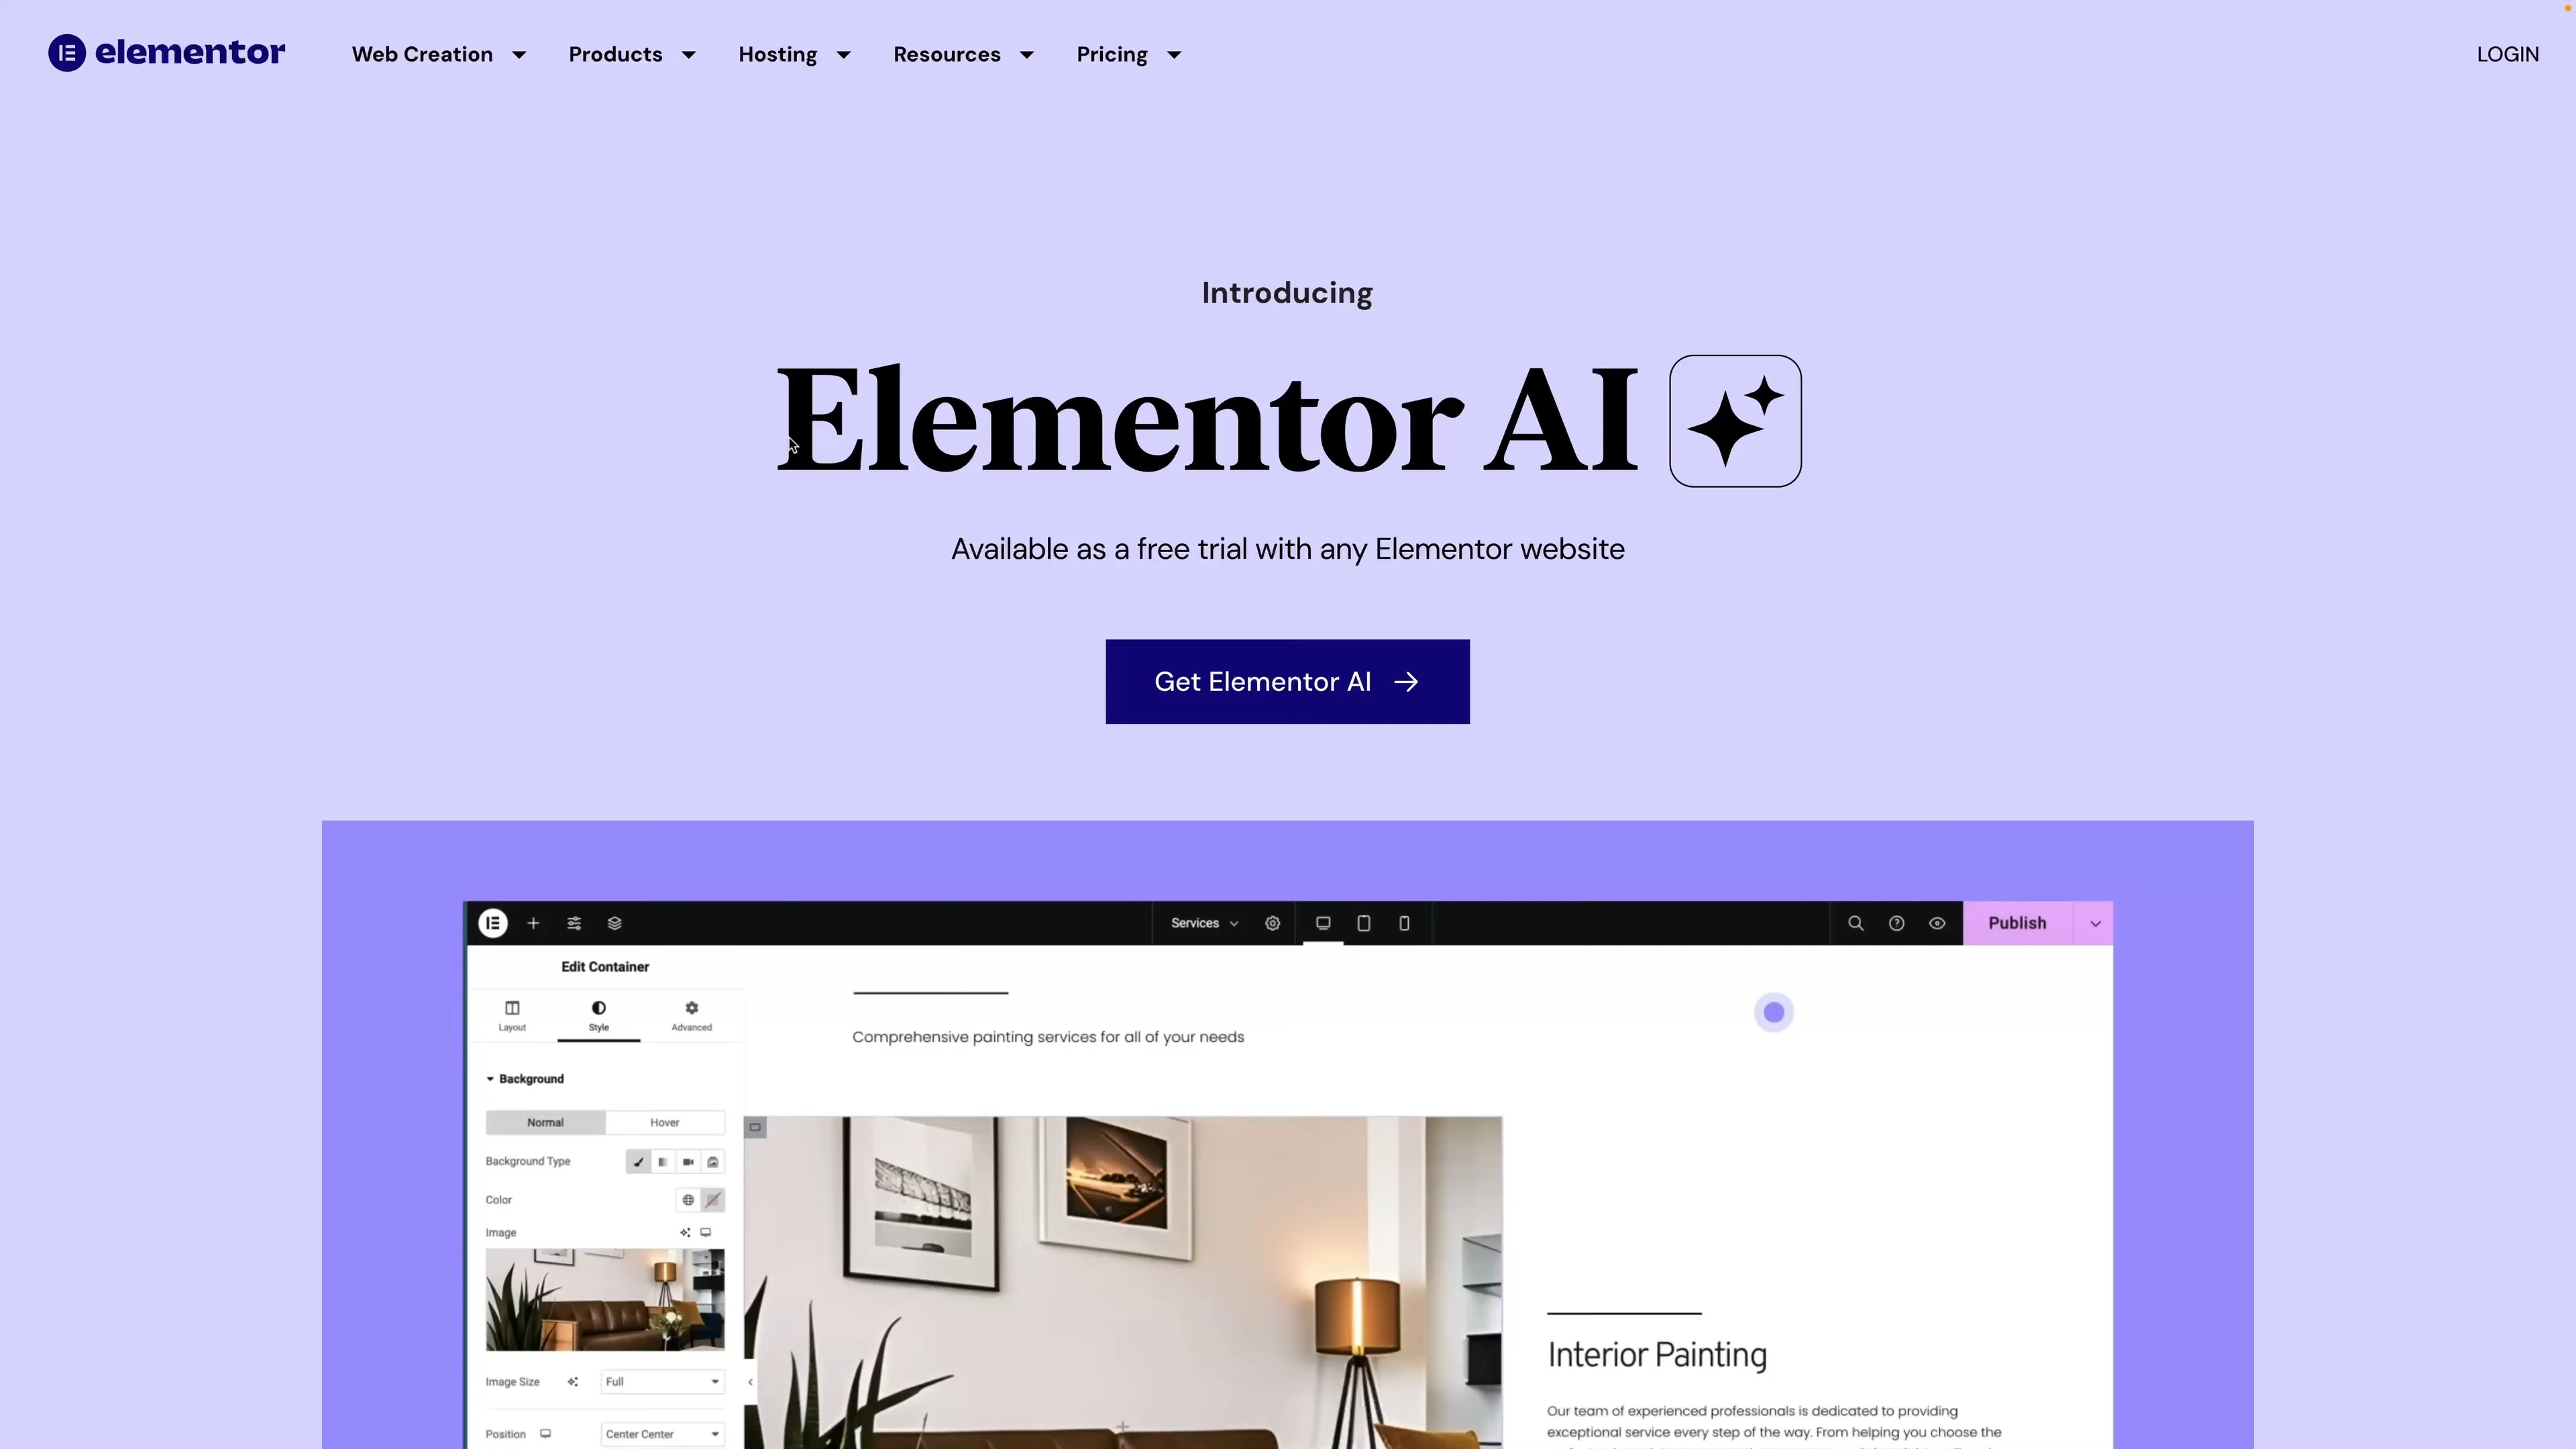 elementor
Web Creation
Products
Hosting
Resources
Pricing
LOGIN
Introducing
Elementor AI
Available as a free trial with any Elementor website
Get Elementor AI
Services
Publish
Edit Container
Layout
Style
Advanced
Comprehensive painting services for all of your needs
Background
Normal
Hover
Background Type
Color
Image
Image Size
Full
Position
Center Center
Interior Painting
Our team of experienced professionals is dedicated to providing
exceptional service every step of the way. From helping you choose the